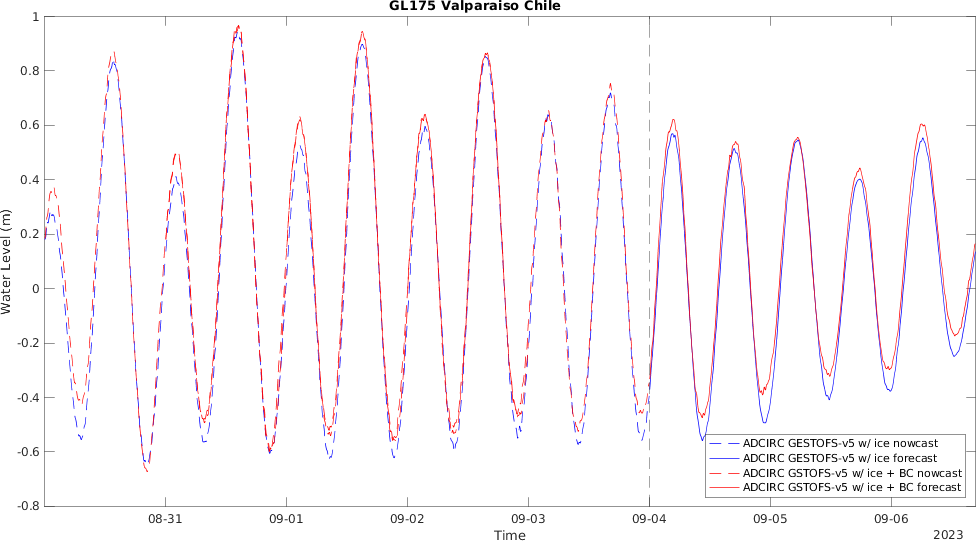 GL175 Valparaiso Chile
1
0.8
0.6
0.4
0.2
0
-0.2
-0.4
-0.6
-0.8
Water Level (m)
ADCIRC GESTOFS-v5 w/ ice nowcast
ADCIRC GESTOFS-v5 w/ ice forecast
ADCIRC GSTOFS-v5 w/ ice + BC nowcast
ADCIRC GSTOFS-v5 w/ ice + BC forecast
08-31
09-01
09-02
09-03
09-04
09-05
09-06
Time
2023